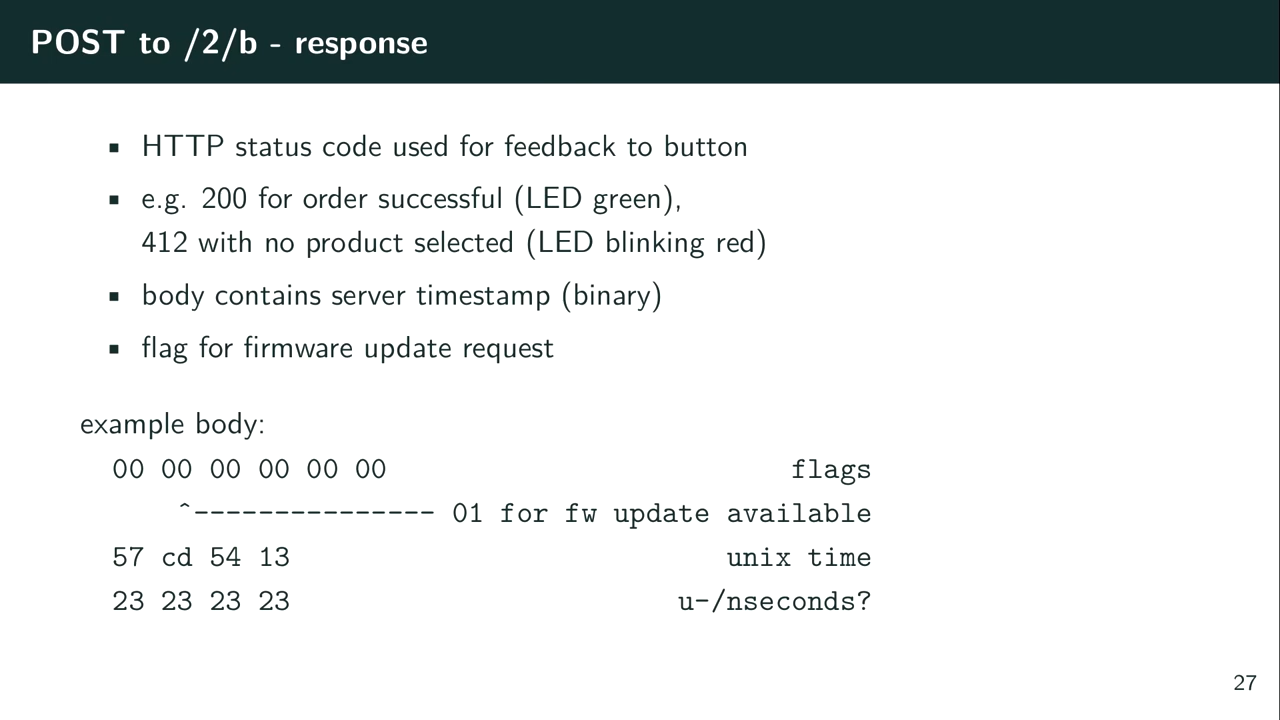 POST to /2/b - response
▪ HTTP status code used for feedback to button
▪ e.g. 200 for order successful (LED green),
412 with no product selected (LED blinking red)
▪ body contains server timestamp (binary)
▪ flag for firmware update request
example body:
00 00 00 00 00 00 flags
^--------------- 01 for fw update available
57 cd 54 13 unix time
23 23 23 23 u-/nseconds?
27